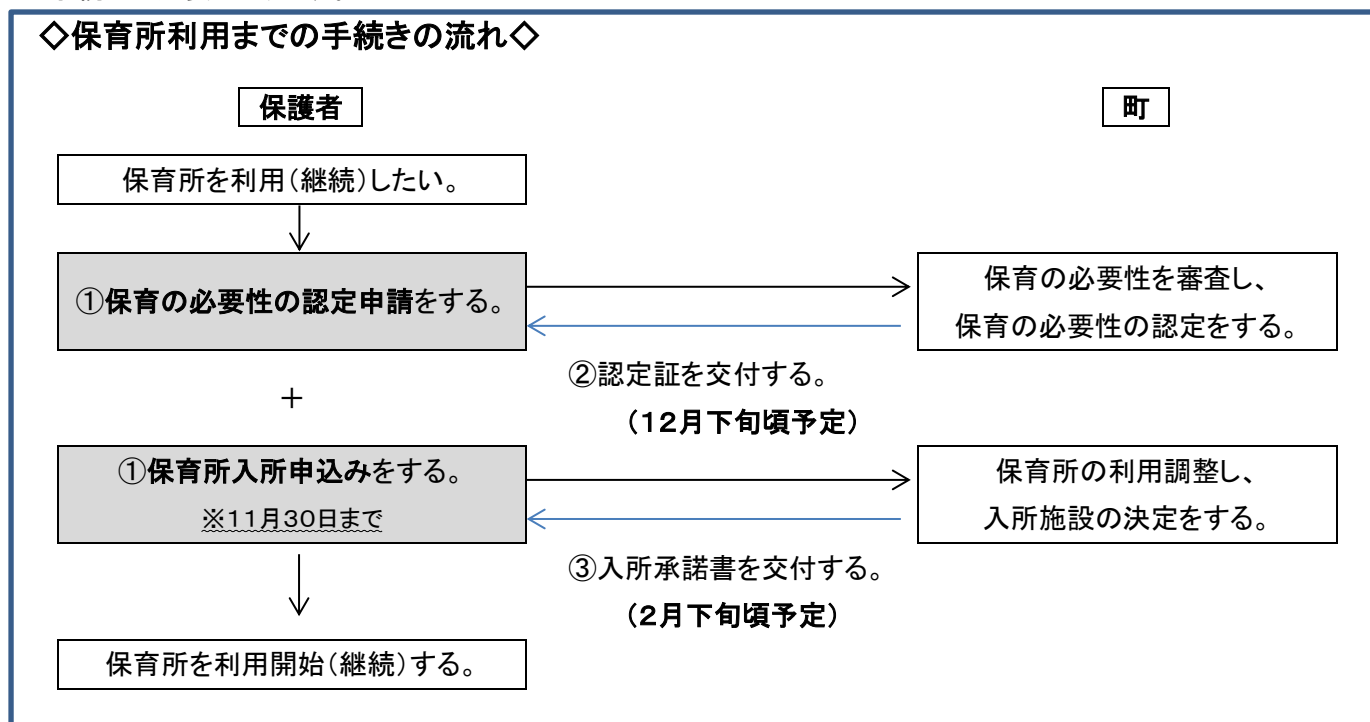 ◇保育所利用までの手続きの流れ◇
保護者
町
保育所を利用(継続)したい。
①保育の必要性の認定申請をする。
保育の必要性を審査し、
保育の必要性の認定をする。
②認定証を交付する。
(12月下旬頃予定)
+
①保育所入所申込みをする。
※11月30日まで
保育所の利用調整し、
入所施設の決定をする。
③入所承諾書を交付する。
(2月下旬頃予定)
保育所を利用開始(継続)する。